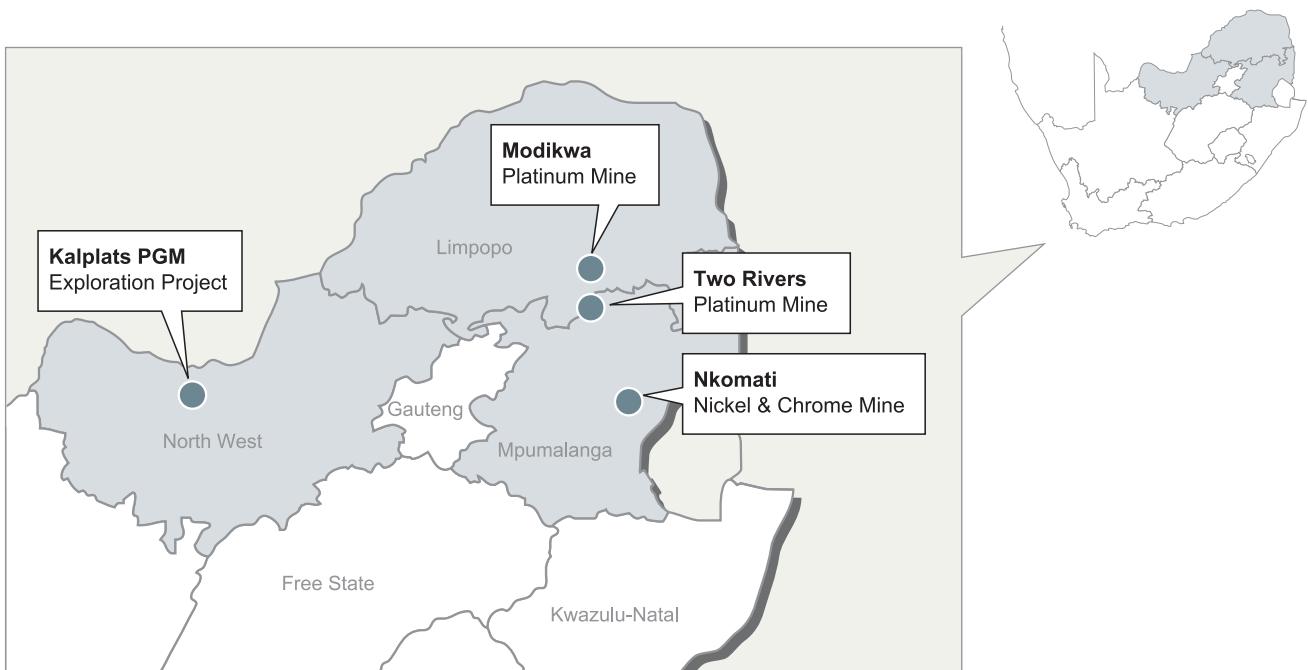 Modikwa
Platinum Mine
Limpopo
Kalplats PGM
Exploration Project
Two Rivers
Platinum Mine
Nkomati
Nickel & Chrome Mine
Gauteng
North West
Mpumalanga
Free State
Kwazulu-Natal